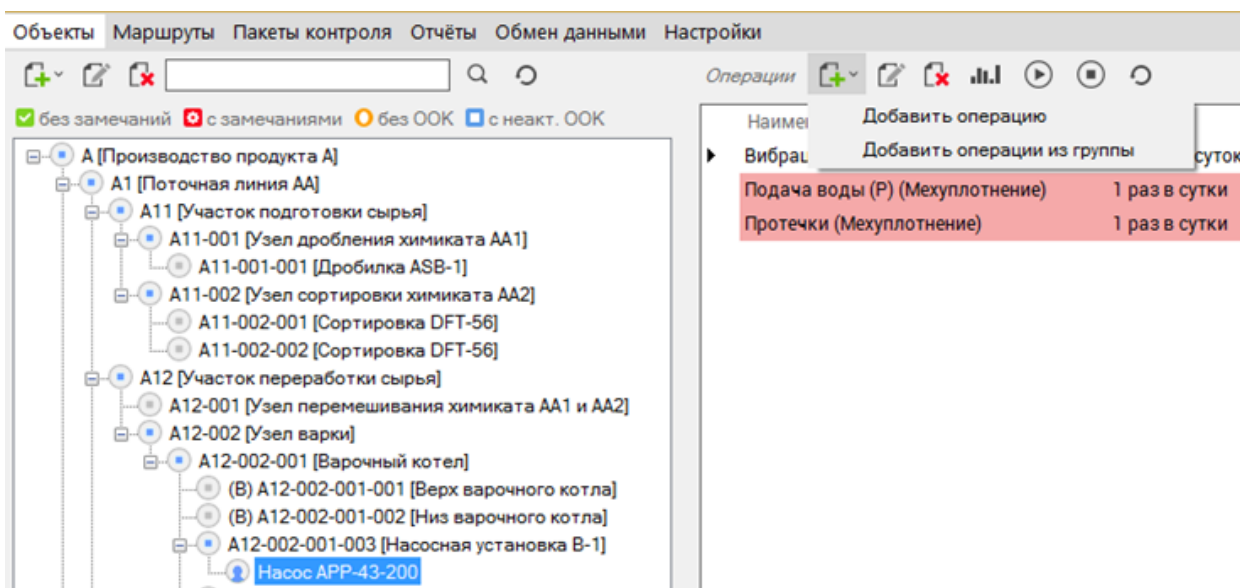 Объекты Маршруты Пакеты контроля Отчёты Обмен данными Настройки
Операции
Добавить операцию
Добавить операции из группы
без замечаний с замечаниями без ООК с неакт. ООК
А [Производство продукта А]
А1 [Поточная линия АА]
А11 [Участок подготовки сырья]
А11-001 [Узел дробления химиката АА1]
А11-001-001 [Дробилка ASB-1]
А11-002 [Узел сортировки химиката АА2]
А11-002-001 [Сортировка DFT-56]
А11-002-002 [Сортировка DFT-56]
А12 [Участок переработки сырья]
А12-001 [Узел перемешивания химиката АА1 и АА2]
А12-002 [Узел варки]
А12-002-001 [Варочный котел]
(В) А12-002-001-001 [Верх варочного котла]
(В) А12-002-001-002 [Низ варочного котла]
А12-002-001-003 [Насосная установка В-1]
Насос АРР-43-200
Подача воды (Р) (Мехуплотнение) 1 раз в сутки
Протечки (Мехуплотнение) 1 раз в сутки